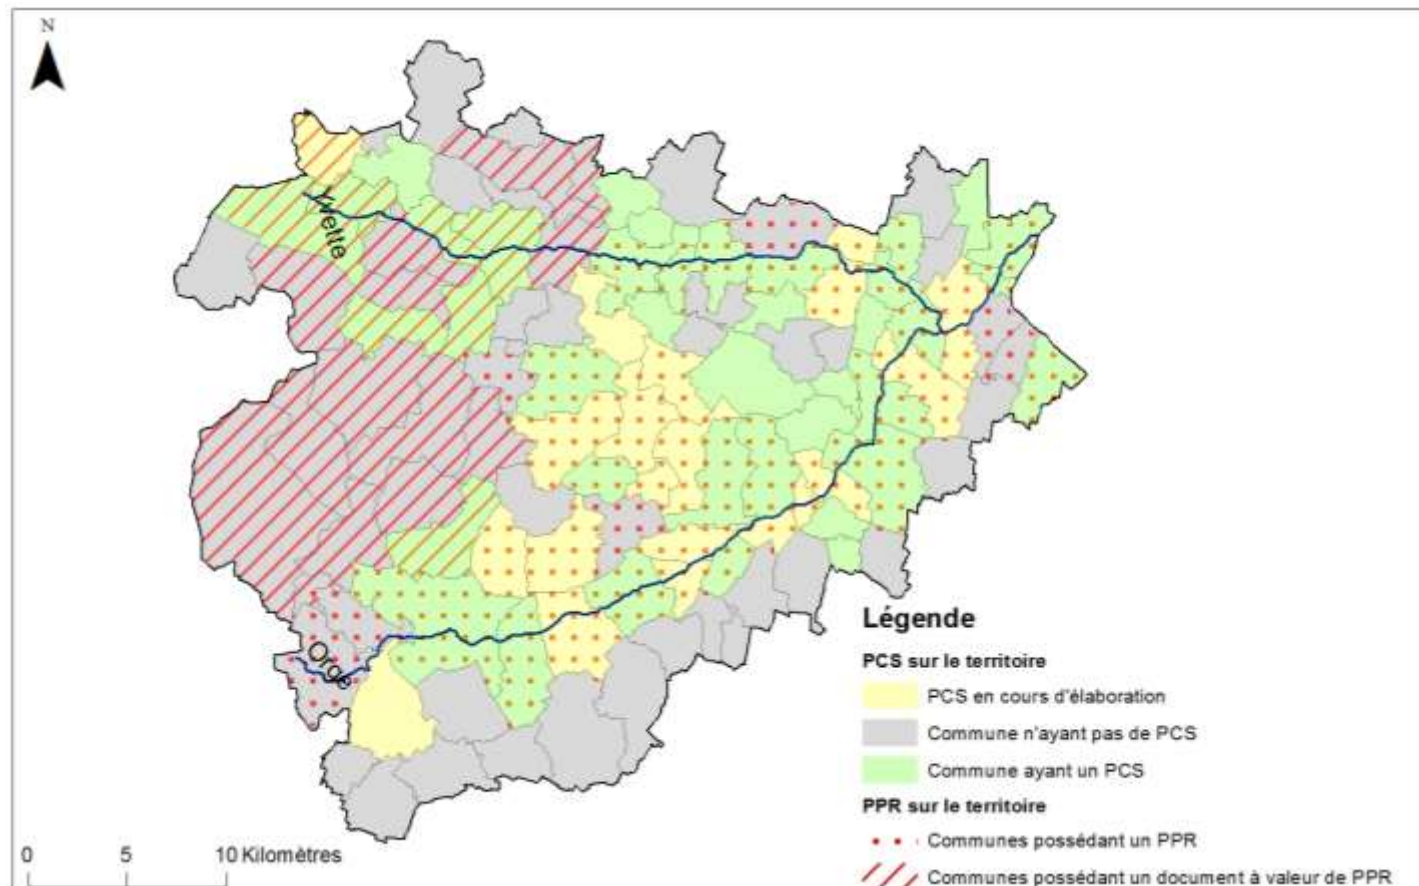 N
Yvette
Orge
Légende
PCS sur le territoire
PCS en cours d'élaboration
Commune n'ayant pas de PCS
Commune ayant un PCS
PPR sur le territoire
Communes possédant un PPR
Communes possédant un document à valeur de PPR
0 5 10 Kilomètres